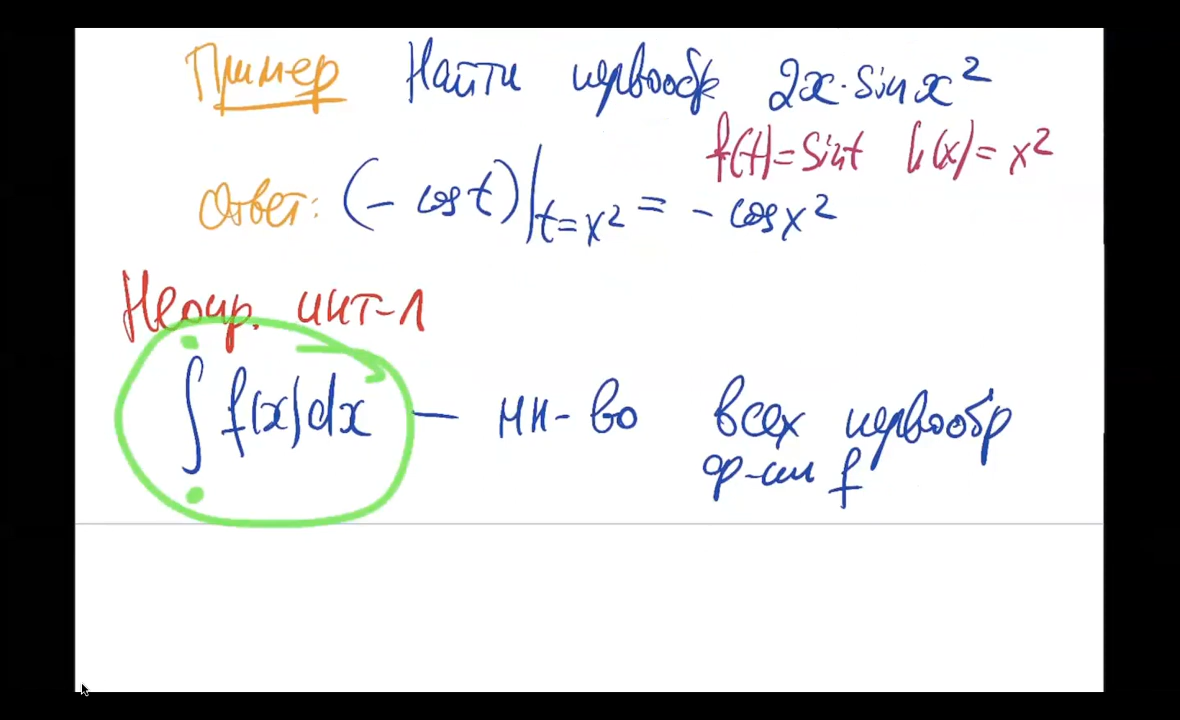 Пример Найти первообр 2x·sin x²
f(t)=sin t h(x)= x²
Ответ: (- cos t)|t=x² = - cos x²
Неопр. инт-л
∫ f(x)dx — мн-во всех первообр
ф-ции f